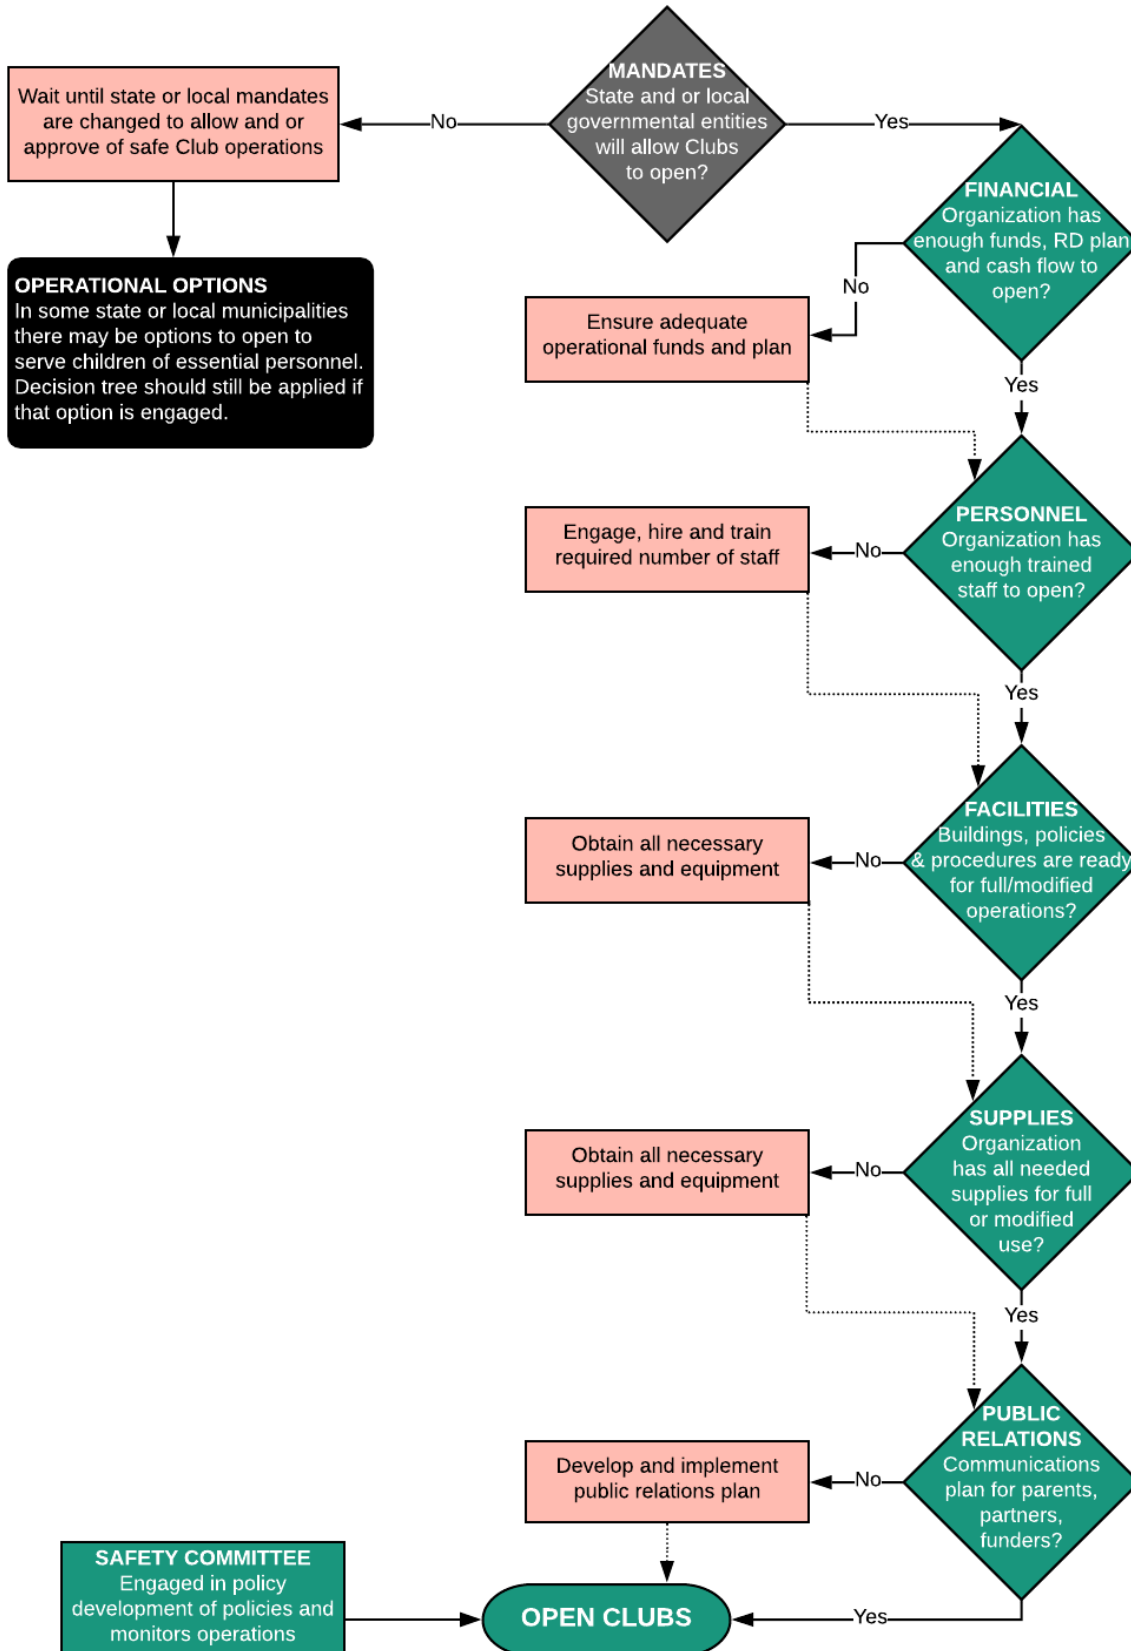 MANDATES
State and or local
governmental entities
will allow Clubs
to open?
No
Yes
Wait until state or local mandates
are changed to allow and or
approve of safe Club operations
OPERATIONAL OPTIONS
In some state or local municipalities
there may be options to open to
serve children of essential personnel.
Decision tree should still be applied if
that option is engaged.
FINANCIAL
Organization has
enough funds, RD plan
and cash flow to
open?
No
Ensure adequate
operational funds and plan
Yes
PERSONNEL
Organization has
enough trained
staff to open?
No
Engage, hire and train
required number of staff
Yes
FACILITIES
Buildings, policies
& procedures are ready
for full/modified
operations?
No
Obtain all necessary
supplies and equipment
Yes
SUPPLIES
Organization
has all needed
supplies for full
or modified
use?
No
Obtain all necessary
supplies and equipment
Yes
PUBLIC
RELATIONS
Communications
plan for parents,
partners,
funders?
No
Develop and implement
public relations plan
Yes
SAFETY COMMITTEE
Engaged in policy
development of policies and
monitors operations
OPEN CLUBS